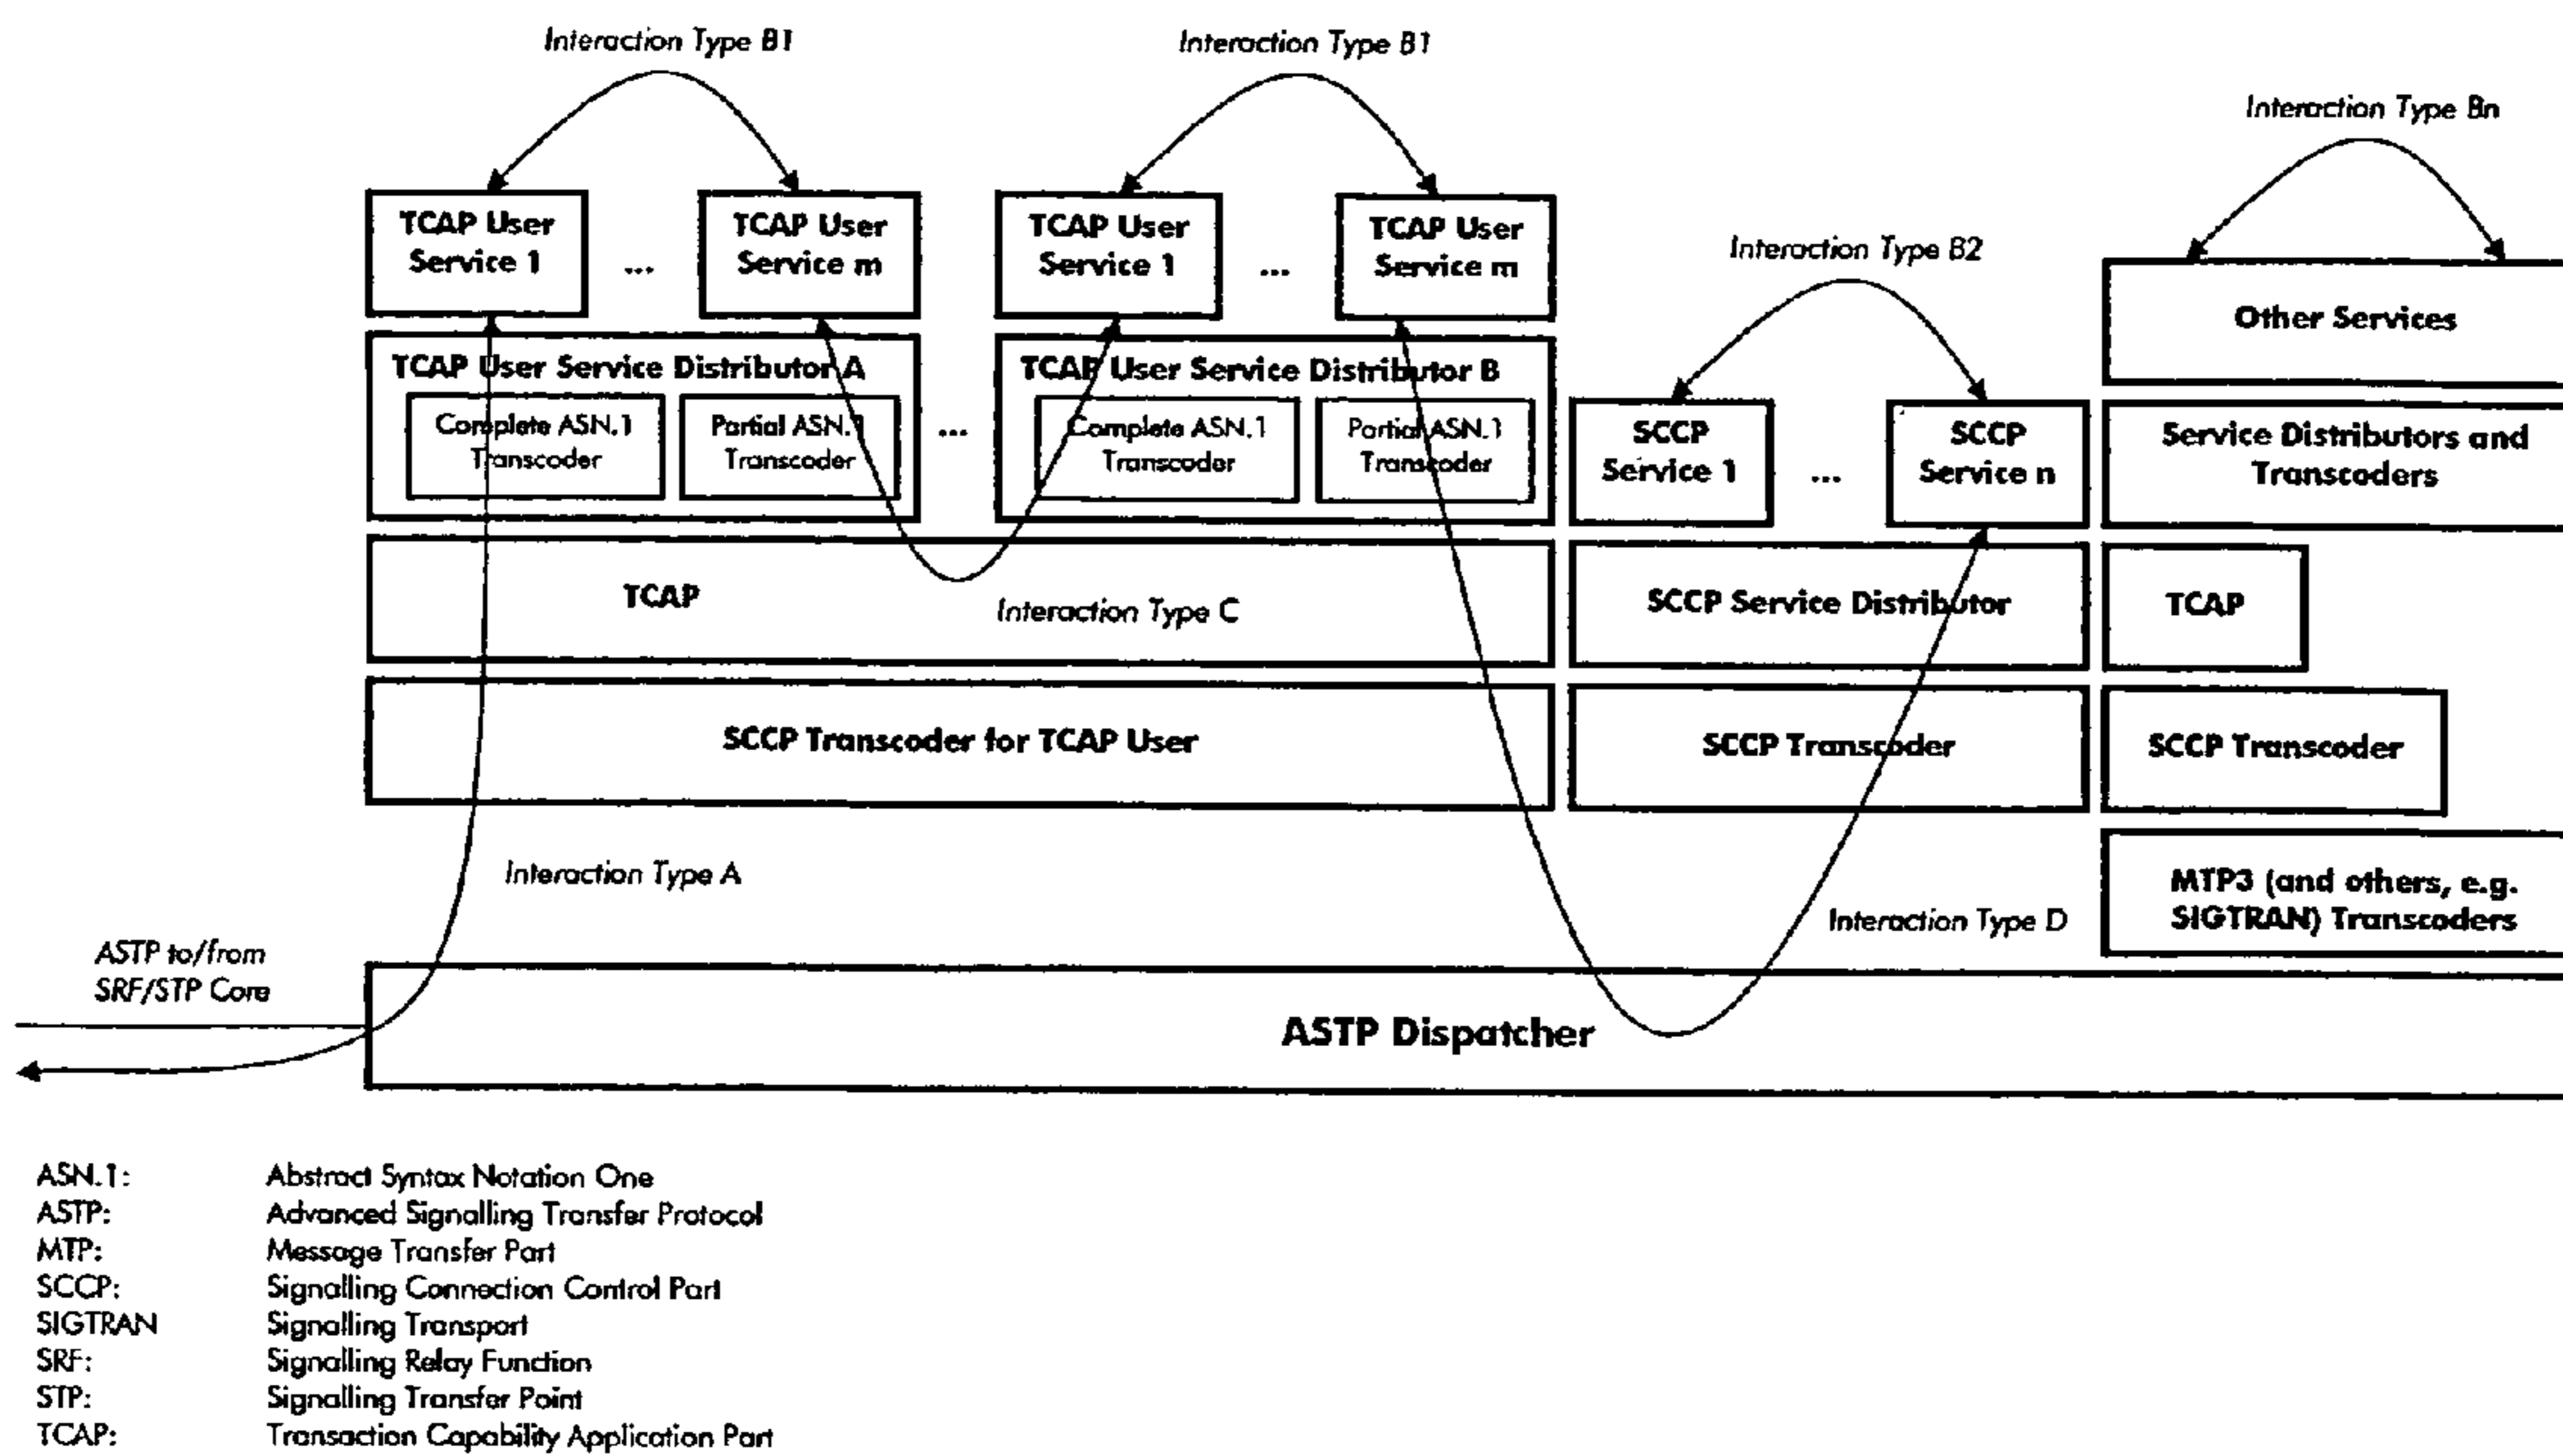 Interaction Type B1
Interaction Type B1
Interaction Type Bn
TCAP User
Service 1
...
TCAP User
Service m
TCAP User
Service 1
...
TCAP User
Service m
Interaction Type B2
Other Services
TCAP User Service Distributor A
Complete ASN.1
Transcoder
Partial ASN.1
Transcoder
...
TCAP User Service Distributor B
Complete ASN.1
Transcoder
Partial ASN.1
Transcoder
SCCP
Service 1
...
SCCP
Service n
Service Distributors and
Transcoders
TCAP
Interaction Type C
SCCP Service Distributor
TCAP
SCCP Transcoder for TCAP User
SCCP Transcoder
SCCP Transcoder
Interaction Type A
Interaction Type D
MTP3 (and others, e.g.
SIGTRAN) Transcoders
ASTP to/from
SRF/STP Core
ASTP Dispatcher
ASN.1: Abstract Syntax Notation One
ASTP: Advanced Signalling Transfer Protocol
MTP: Message Transfer Part
SCCP: Signalling Connection Control Part
SIGTRAN Signalling Transport
SRF: Signalling Relay Function
STP: Signalling Transfer Point
TCAP: Transaction Capability Application Part